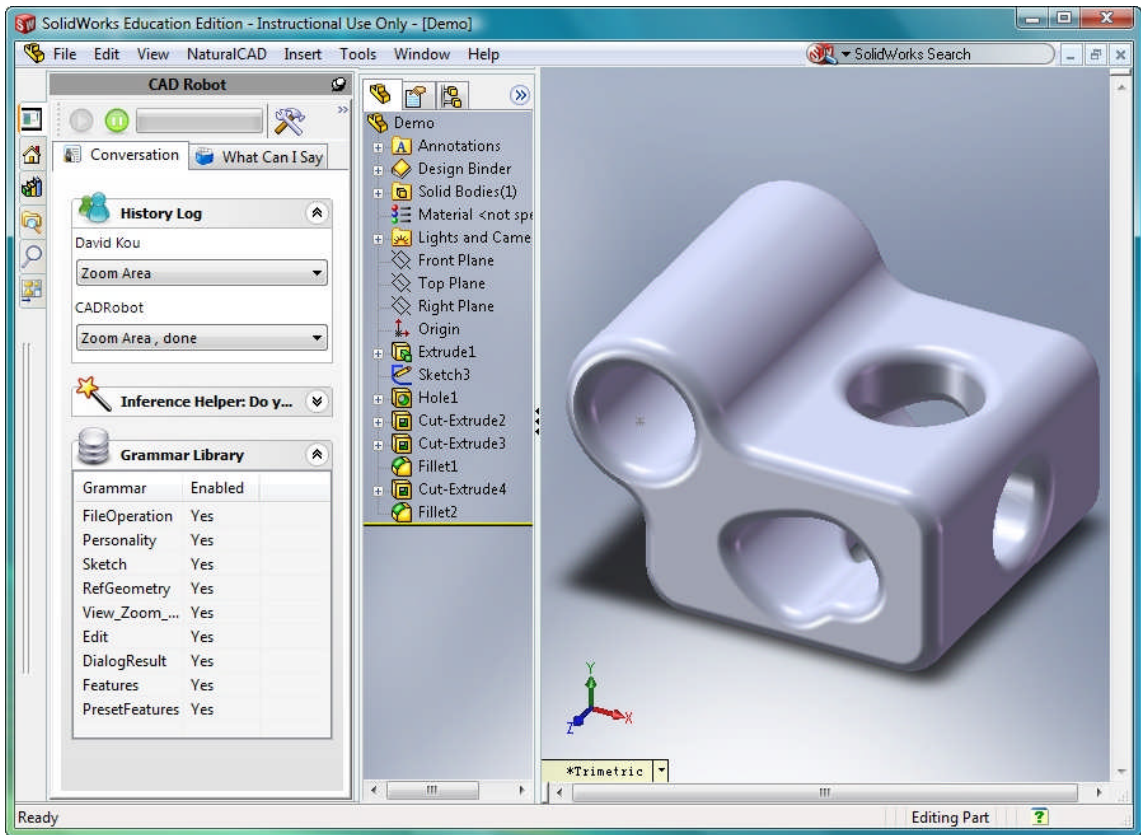 SolidWorks Education Edition - Instructional Use Only - [Demo]
File Edit View NaturalCAD Insert Tools Window Help
SolidWorks Search
CAD Robot
Conversation
What Can I Say
History Log
David Kou
Zoom Area
CADRobot
Zoom Area , done
Inference Helper: Do y...
Grammar Library
Grammar Enabled
FileOperation Yes
Personality Yes
Sketch Yes
RefGeometry Yes
View_Zoom_... Yes
Edit Yes
DialogResult Yes
Features Yes
PresetFeatures Yes
Demo
Annotations
Design Binder
Solid Bodies(1)
Material <not spe
Lights and Came
Front Plane
Top Plane
Right Plane
Origin
Extrude1
Sketch3
Hole1
Cut-Extrude2
Cut-Extrude3
Fillet1
Cut-Extrude4
Fillet2
Y
X
Z
*Trimetric
Ready
Editing Part